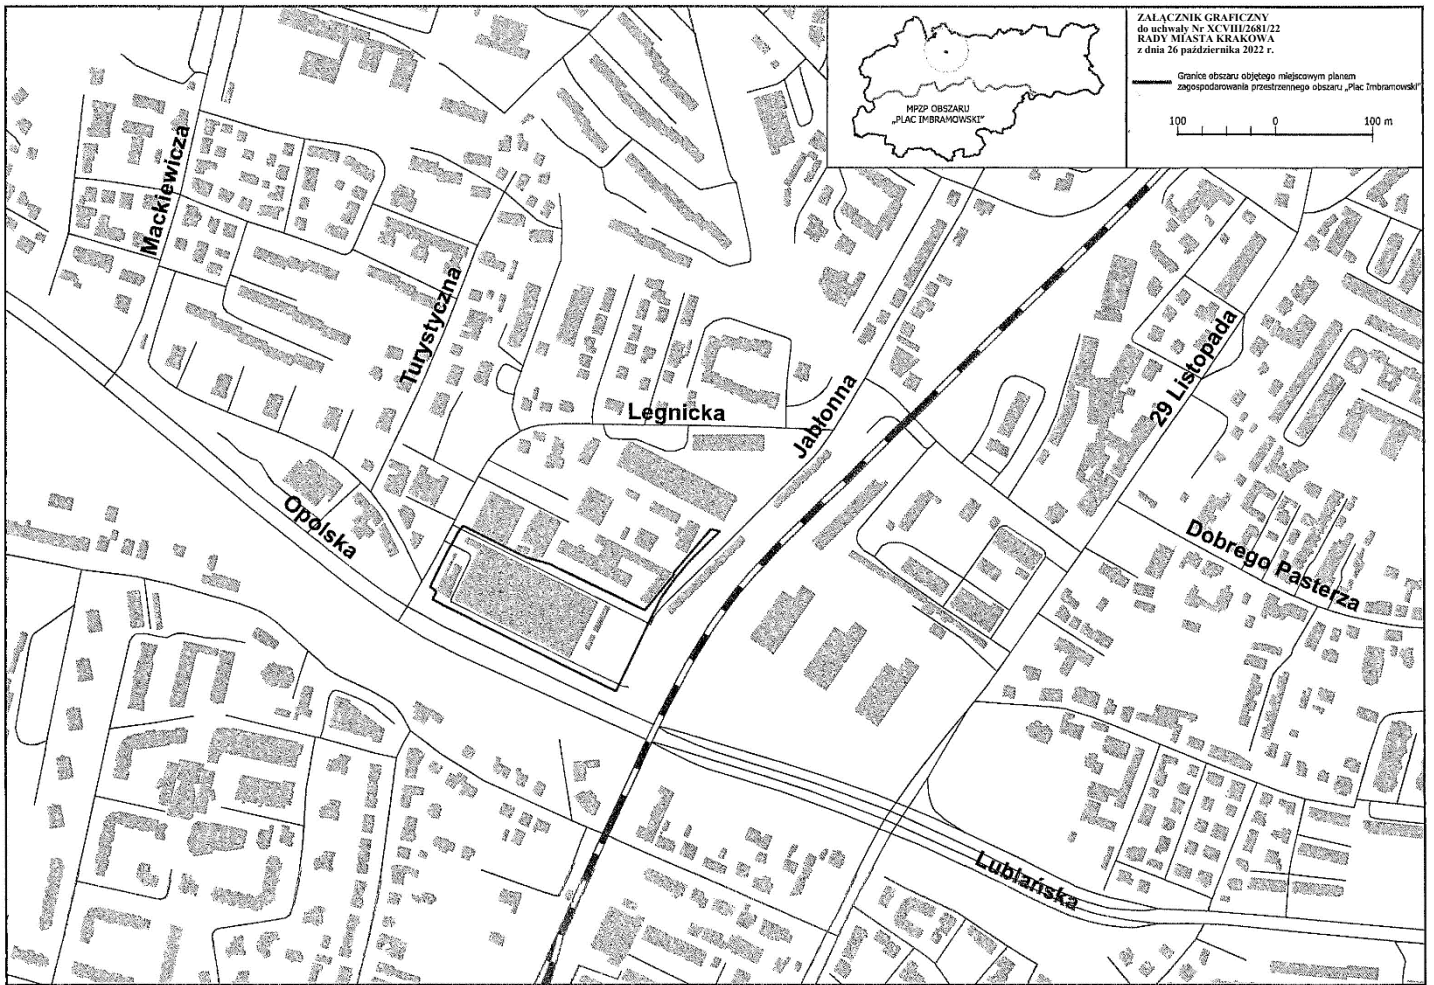 ZAŁĄCZNIK GRAFICZNY
do uchwały Nr XCVIII/2681/22
RADY MIASTA KRAKOWA
z dnia 26 października 2022 r.
Granice obszaru objętego miejscowym planem
zagospodarowania przestrzennego obszaru „Plac Imbramowski"
100 0 100 m
MPZP OBSZARU
„PLAC IMBRAMOWSKI"
Mackiewicza
Turystyczna
Legnicka
Jabłonna
29 Listopada
Opolska
Dobrego Pasterza
Lublańska